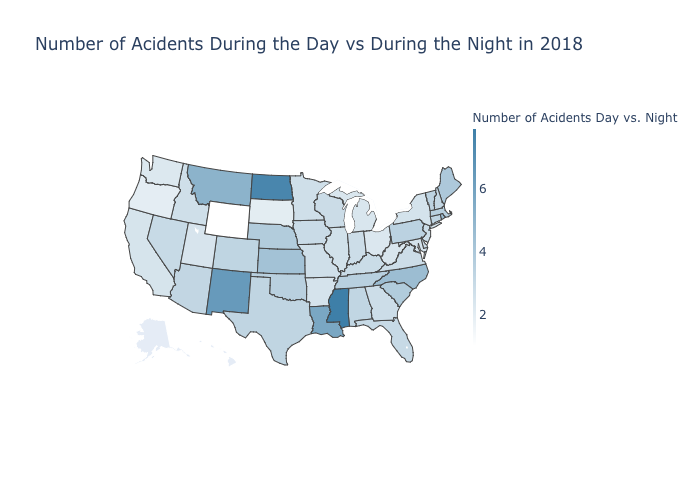 Number of Acidents During the Day vs During the Night in 2018
Number of Acidents Day vs. Night
6
4
2